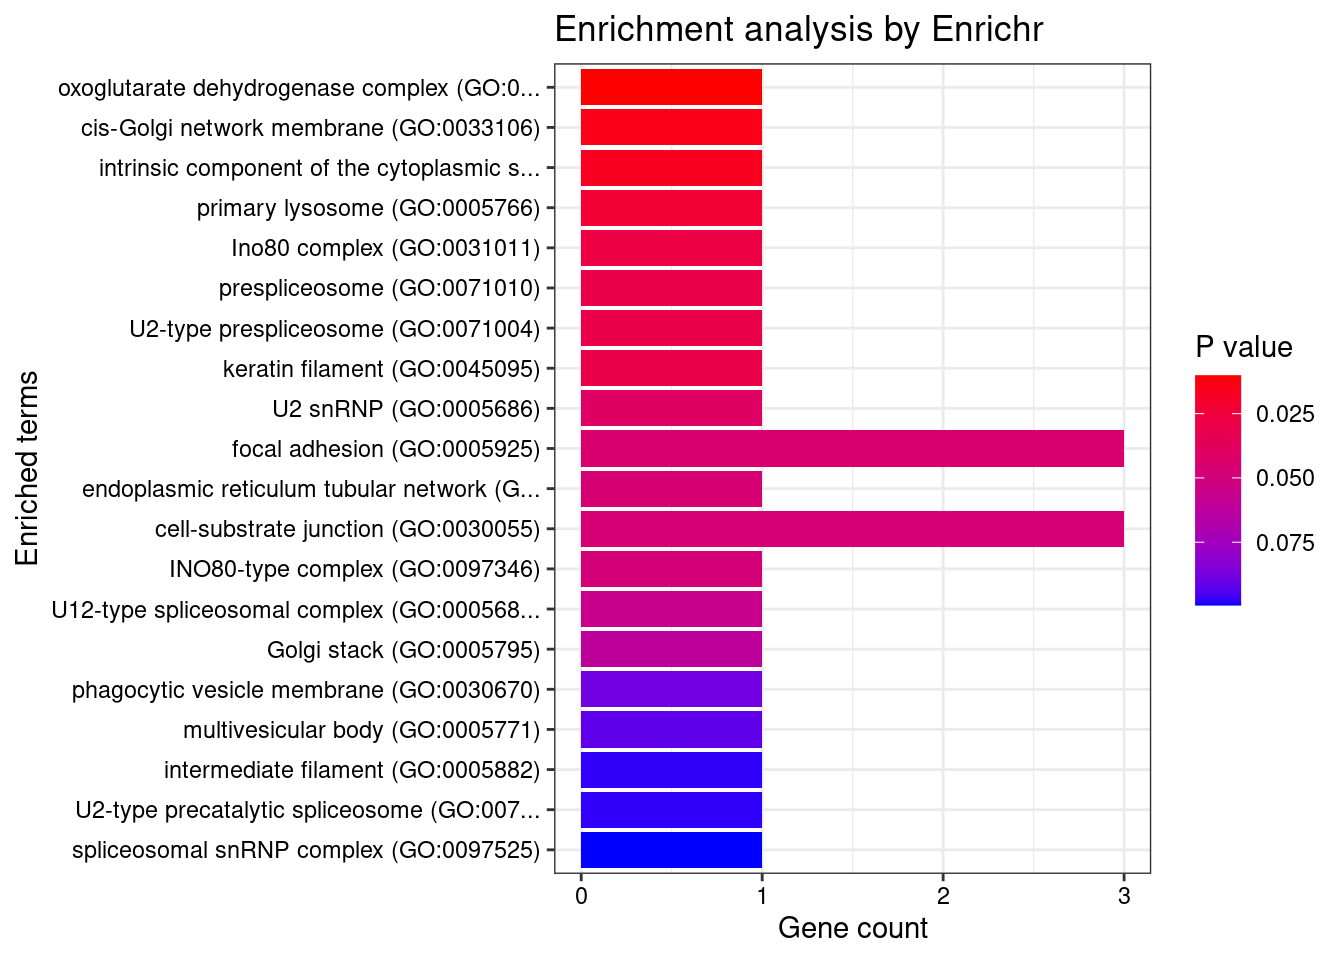 Enrichment analysis by Enrichr
oxoglutarate dehydrogenase complex (GO:0...
cis-Golgi network membrane (GO:0033106)
intrinsic component of the cytoplasmic s...
primary lysosome (GO:0005766)
Ino80 complex (GO:0031011)
prespliceosome (GO:0071010)
U2-type prespliceosome (GO:0071004)
keratin filament (GO:0045095)
U2 snRNP (GO:0005686)
focal adhesion (GO:0005925)
endoplasmic reticulum tubular network (G...
cell-substrate junction (GO:0030055)
INO80-type complex (GO:0097346)
U12-type spliceosomal complex (GO:000568...
Golgi stack (GO:0005795)
phagocytic vesicle membrane (GO:0030670)
multivesicular body (GO:0005771)
intermediate filament (GO:0005882)
U2-type precatalytic spliceosome (GO:007...
spliceosomal snRNP complex (GO:0097525)
Enriched terms
0 1 2 3
Gene count
P value
0.025
0.050
0.075